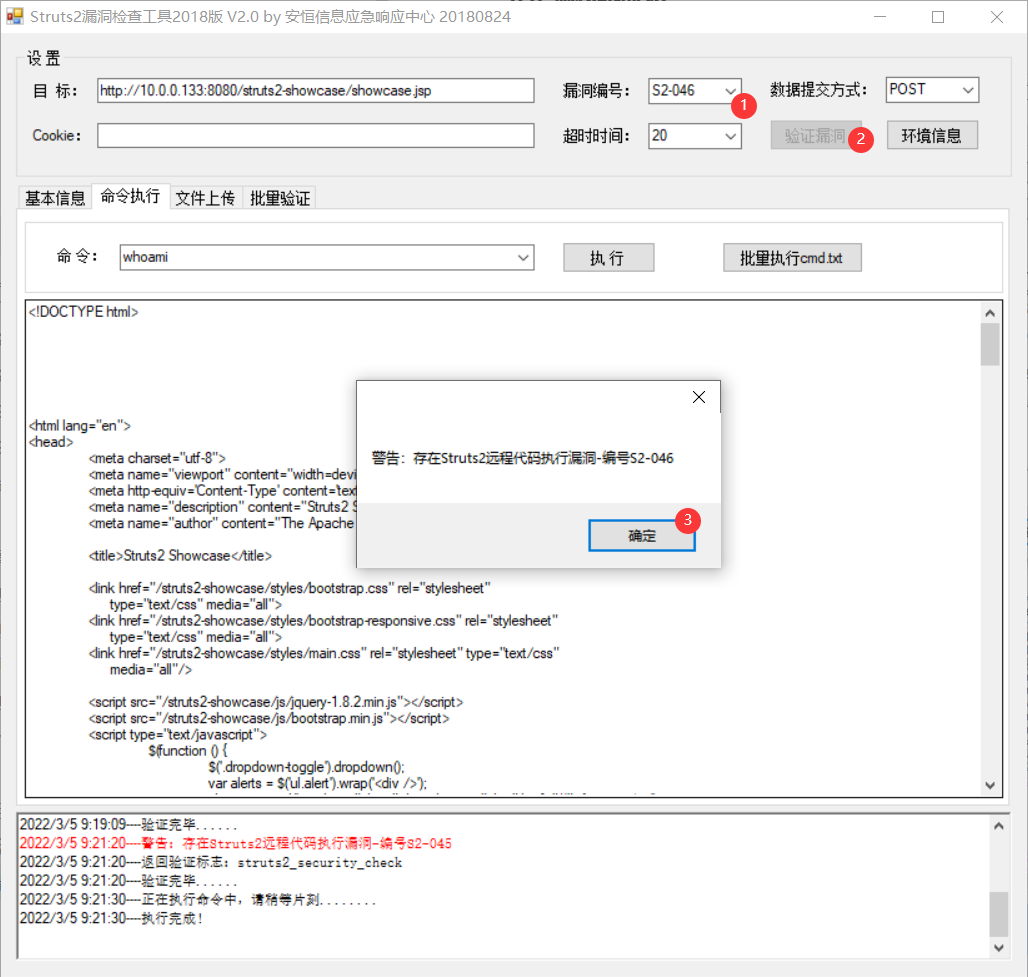 Struts2漏洞检查工具2018版 V2.0 by 安恒信息应急响应中心 20180824
设 置
目 标： http://10.0.0.133:8080/struts2-showcase/showcase.jsp 漏洞编号： S2-046 1 数据提交方式： POST
Cookie： 超时时间： 20 验证漏洞 2 环境信息
基本信息 命令执行 文件上传 批量验证
命 令： whoami 执 行 批量执行cmd.txt
<!DOCTYPE html>
<html lang="en">
<head>
<meta charset="utf-8">
<meta name="viewport" content="width=devi
<meta http-equiv='Content-Type' content='text
<meta name="description" content="Struts2 S
<meta name="author" content="The Apache
<title>Struts2 Showcase</title>
<link href="/struts2-showcase/styles/bootstrap.css" rel="stylesheet"
type="text/css" media="all">
<link href="/struts2-showcase/styles/bootstrap-responsive.css" rel="stylesheet"
type="text/css" media="all">
<link href="/struts2-showcase/styles/main.css" rel="stylesheet" type="text/css"
media="all"/>
<script src="/struts2-showcase/js/jquery-1.8.2.min.js"></script>
<script src="/struts2-showcase/js/bootstrap.min.js"></script>
<script type="text/javascript">
$(function () {
$('.dropdown-toggle').dropdown();
var alerts = $('ul.alert').wrap('<div />');
警告：存在Struts2远程代码执行漏洞-编号S2-046
确定 3
2022/3/5 9:19:09----验证完毕......
2022/3/5 9:21:20----警告：存在Struts2远程代码执行漏洞-编号S2-045
2022/3/5 9:21:20----返回验证标志：struts2_security_check
2022/3/5 9:21:20----验证完毕......
2022/3/5 9:21:30----正在执行命令中，请稍等片刻........
2022/3/5 9:21:30----执行完成!